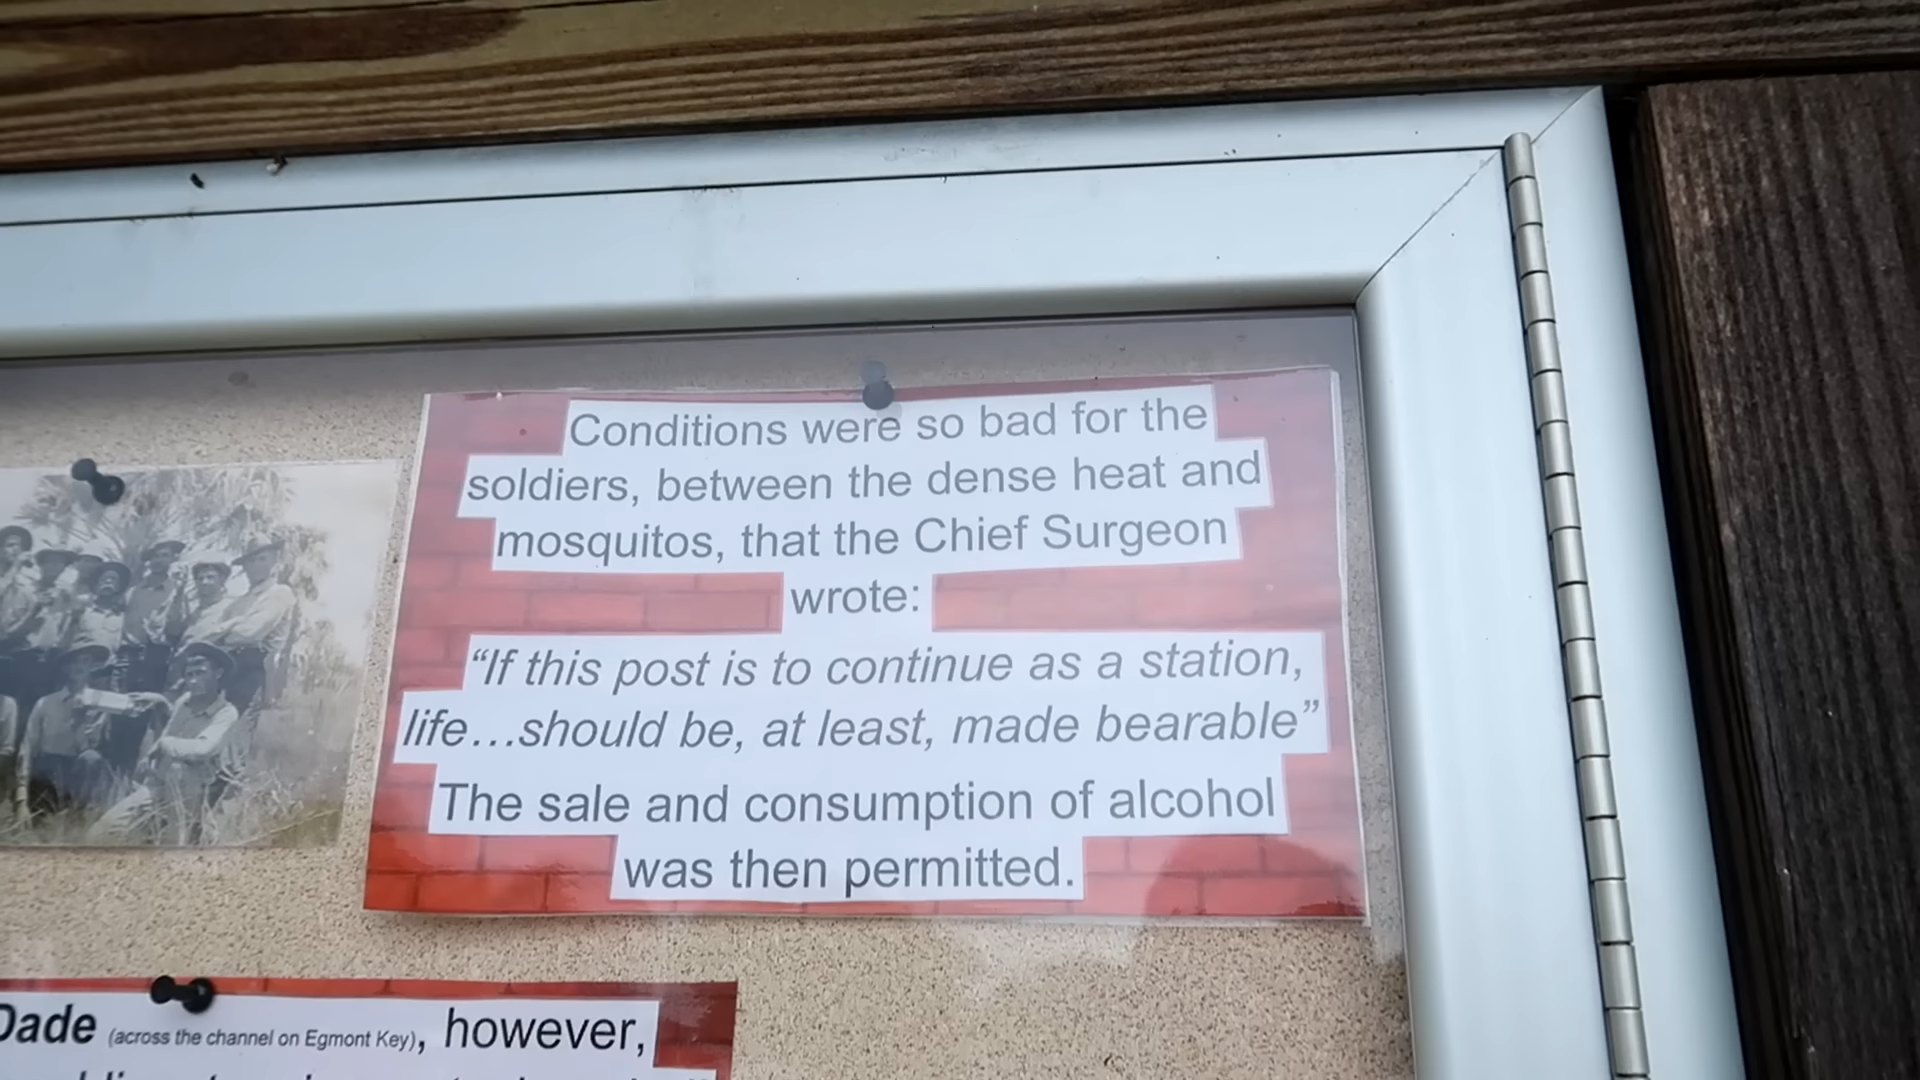 Conditions were so bad for the
soldiers, between the dense heat and
mosquitos, that the Chief Surgeon
wrote:
“If this post is to continue as a station,
life...should be, at least, made bearable”
The sale and consumption of alcohol
was then permitted.
Dade (across the channel on Egmont Key), however,